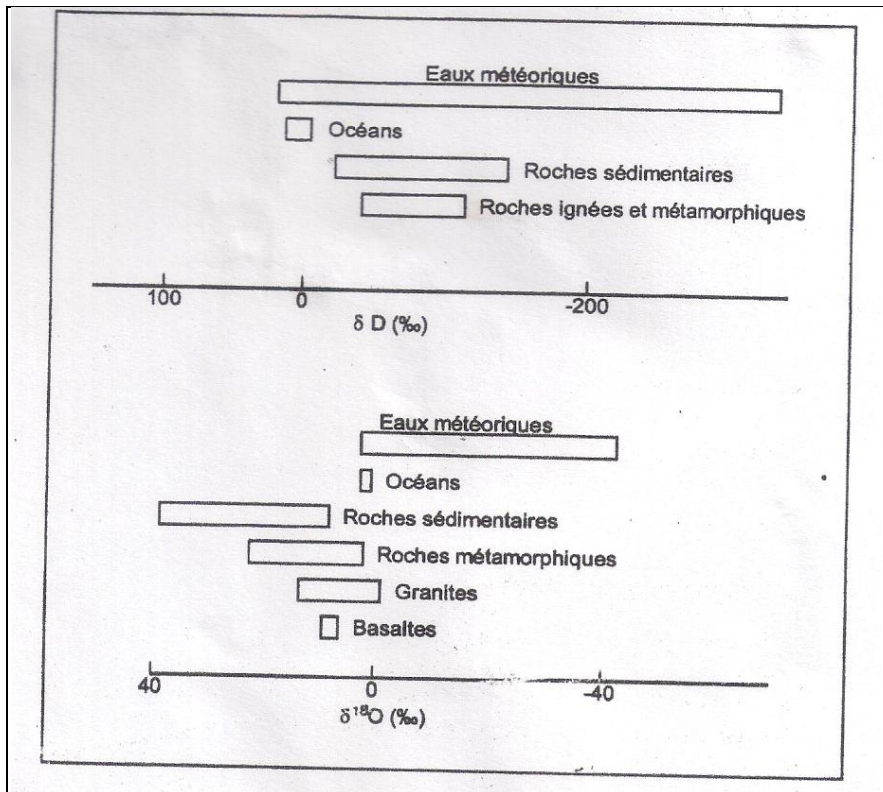 Eaux météoriques
Océans
Roches sédimentaires
Roches ignées et métamorphiques
100 0 -200
δ D (‰)
Eaux météoriques
Océans
Roches sédimentaires
Roches métamorphiques
Granites
Basaltes
40 0 -40
δ¹⁸O (‰)